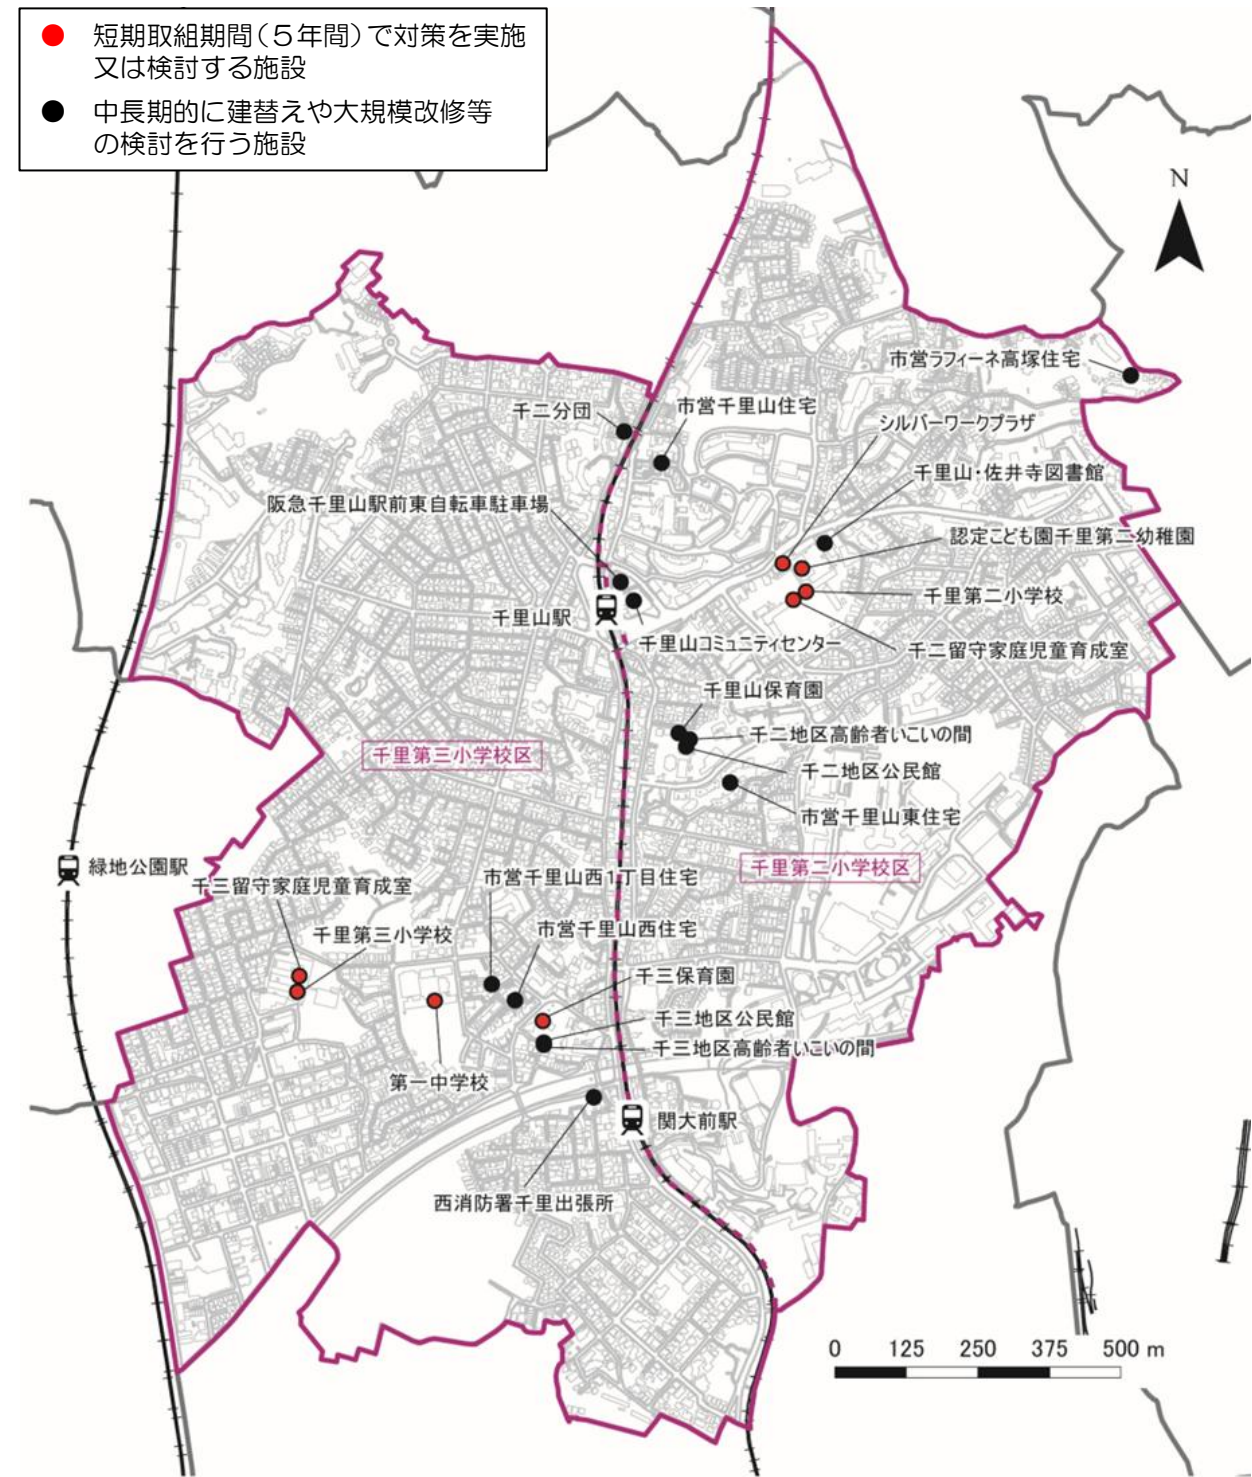 短期取組期間(5年間)で対策を実施
又は検討する施設
中長期的に建替えや大規模改修等
の検討を行う施設
N
市営ラフィーネ高塚住宅
千二分団
市営千里山住宅
シルバーワークプラザ
千里山・佐井寺図書館
阪急千里山駅前東自転車駐車場
認定こども園千里第二幼稚園
千里第二小学校
千里山駅
千里山コミュニティセンター
千二留守家庭児童育成室
千里山保育園
千二地区高齢者いこいの間
千里第三小学校区
千二地区公民館
市営千里山東住宅
千里第二小学校区
緑地公園駅
千三留守家庭児童育成室
市営千里山西1丁目住宅
千里第三小学校
市営千里山西住宅
千三保育園
千三地区公民館
千三地区高齢者いこいの間
第一中学校
関大前駅
西消防署千里出張所
0 125 250 375 500 m